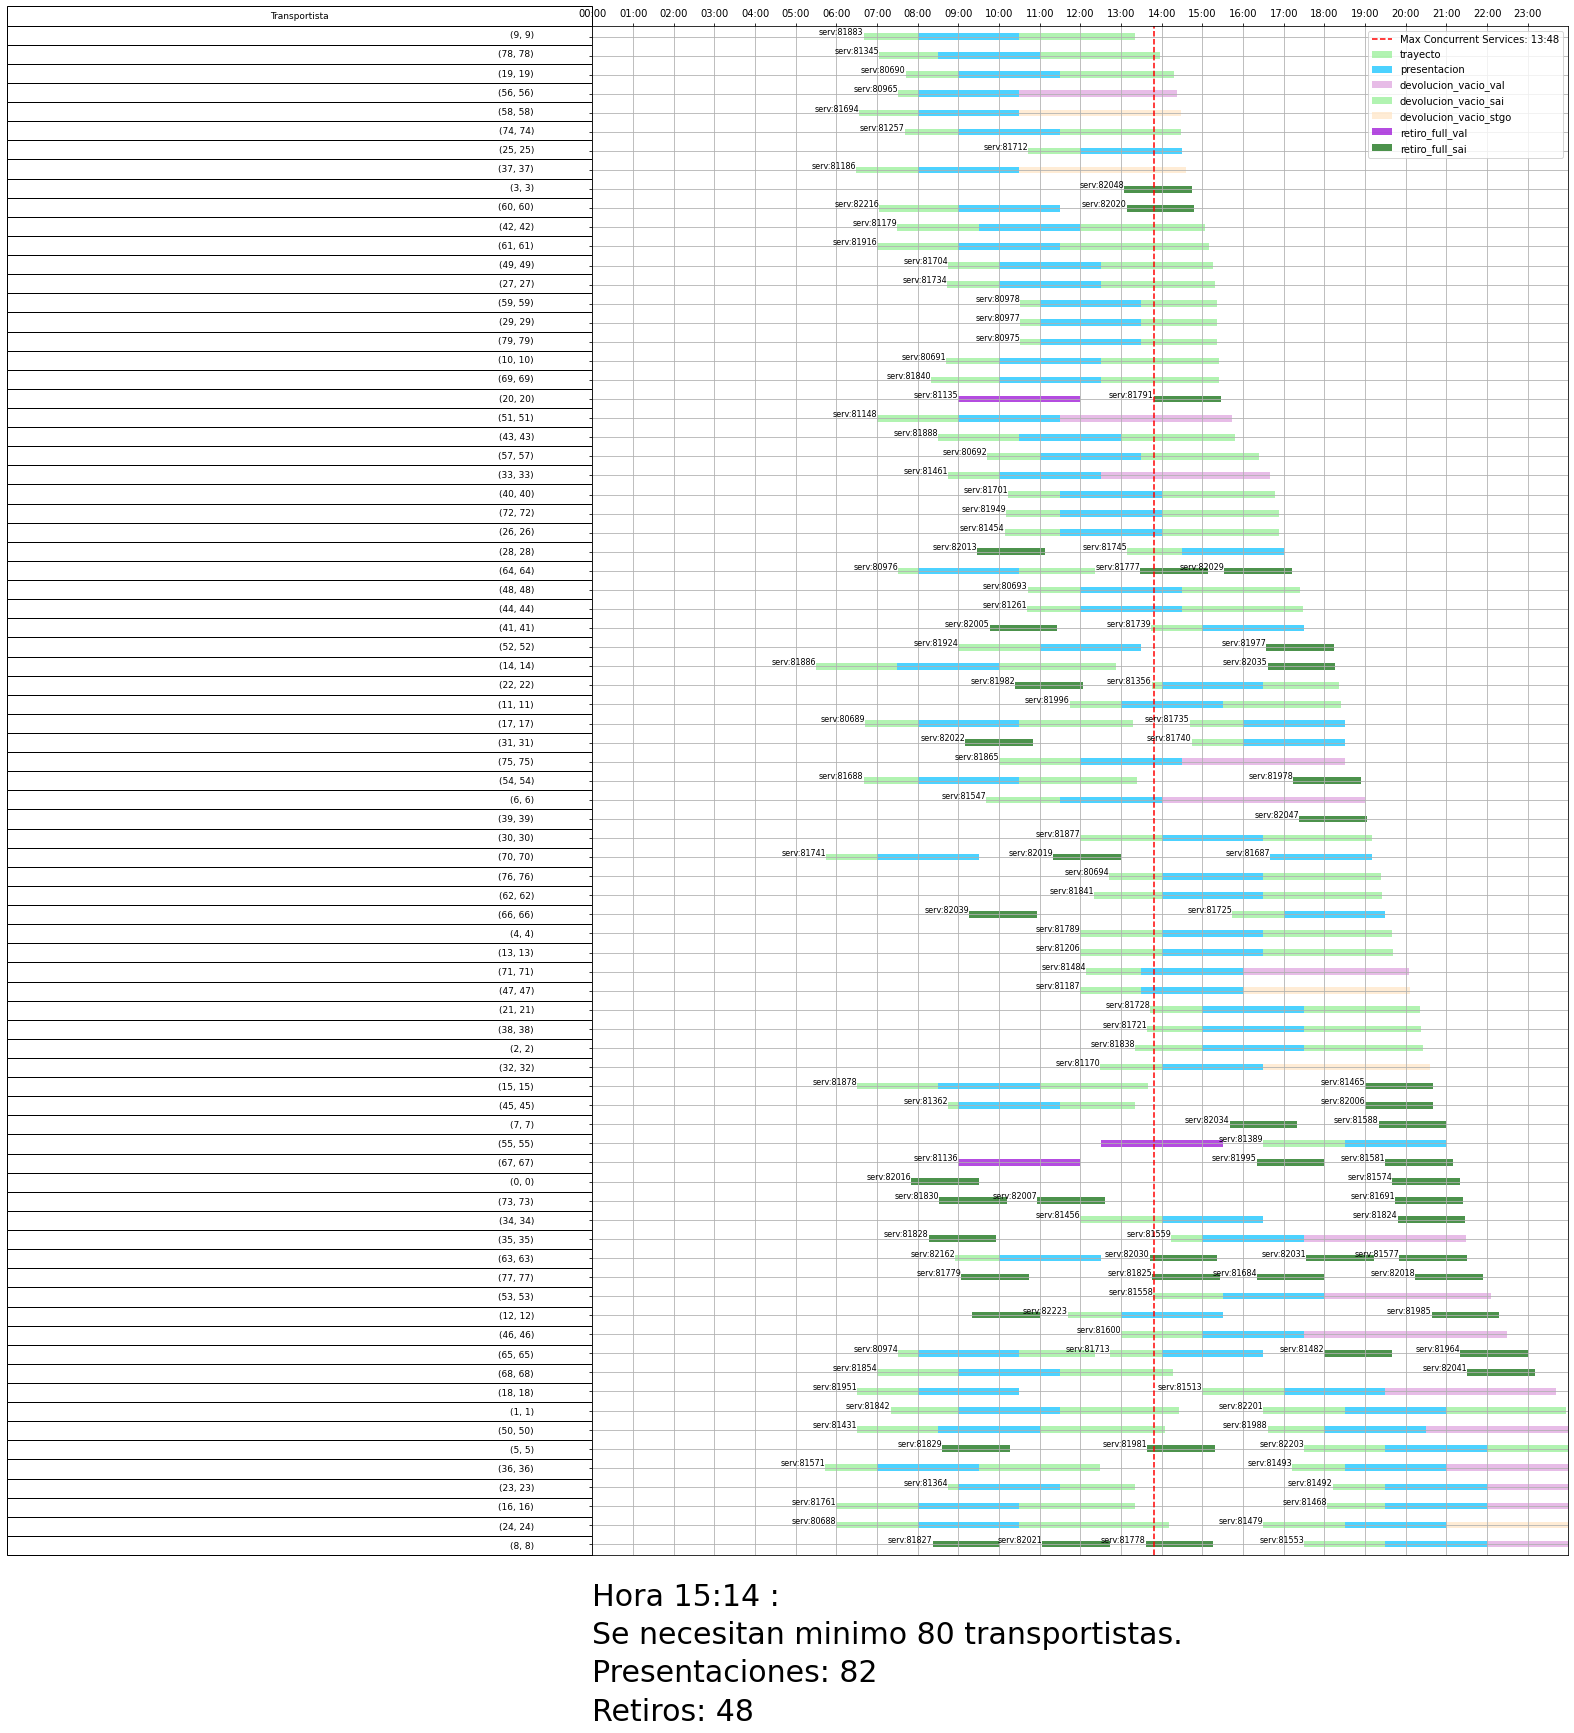 Transportista
00:00 01:00 02:00 03:00 04:00 05:00 06:00 07:00 08:00 09:00 10:00 11:00 12:00 13:00 14:00 15:00 16:00 17:00 18:00 19:00 20:00 21:00 22:00 23:00
Max Concurrent Services: 13:48
trayecto
presentacion
devolucion_vacio_val
devolucion_vacio_sai
devolucion_vacio_stgo
retiro_full_val
retiro_full_sai
(9, 9) serv:81883
(78, 78) serv:81345
(19, 19) serv:80690
(56, 56) serv:80965
(58, 58) serv:81694
(74, 74) serv:81257
(25, 25) serv:81712
(37, 37) serv:81186
(3, 3) serv:82048
(60, 60) serv:82216 serv:82020
(42, 42) serv:81179
(61, 61) serv:81916
(49, 49) serv:81704
(27, 27) serv:81734
(59, 59) serv:80978
(29, 29) serv:80977
(79, 79) serv:80975
(10, 10) serv:80691
(69, 69) serv:81840
(20, 20) serv:81135 serv:81791
(51, 51) serv:81148
(43, 43) serv:81888
(57, 57) serv:80692
(33, 33) serv:81461
(40, 40) serv:81701
(72, 72) serv:81949
(26, 26) serv:81454
(28, 28) serv:82013 serv:81745
(64, 64) serv:80976 serv:81777 serv:82029
(48, 48) serv:80693
(44, 44) serv:81261
(41, 41) serv:82005 serv:81739
(52, 52) serv:81924 serv:81977
(14, 14) serv:81886 serv:82035
(22, 22) serv:81982 serv:81356
(11, 11) serv:81996
(17, 17) serv:80689 serv:81735
(31, 31) serv:82022 serv:81740
(75, 75) serv:81865
(54, 54) serv:81688 serv:81978
(6, 6) serv:81547
(39, 39) serv:82047
(30, 30) serv:81877
(70, 70) serv:81741 serv:82019 serv:81687
(76, 76) serv:80694
(62, 62) serv:81841
(66, 66) serv:82039 serv:81725
(4, 4) serv:81789
(13, 13) serv:81206
(71, 71) serv:81484
(47, 47) serv:81187
(21, 21) serv:81728
(38, 38) serv:81721
(2, 2) serv:81838
(32, 32) serv:81170
(15, 15) serv:81878 serv:81465
(45, 45) serv:81362 serv:82006
(7, 7) serv:82034 serv:81588
(55, 55) serv:81389
(67, 67) serv:81136 serv:81995 serv:81581
(0, 0) serv:82016 serv:81574
(73, 73) serv:81830 serv:82007 serv:81691
(34, 34) serv:81456 serv:81824
(35, 35) serv:81828 serv:81559
(63, 63) serv:82162 serv:82030 serv:82031 serv:81577
(77, 77) serv:81779 serv:81825 serv:81684 serv:82018
(53, 53) serv:81558
(12, 12) serv:82223 serv:81985
(46, 46) serv:81600
(65, 65) serv:80974 serv:81713 serv:81482 serv:81964
(68, 68) serv:81854 serv:82041
(18, 18) serv:81951 serv:81513
(1, 1) serv:81842 serv:82201
(50, 50) serv:81431 serv:81988
(5, 5) serv:81829 serv:81981 serv:82203
(36, 36) serv:81571 serv:81493
(23, 23) serv:81364 serv:81492
(16, 16) serv:81761 serv:81468
(24, 24) serv:80688 serv:81479
(8, 8) serv:81827 serv:82021 serv:81778 serv:81553
Hora 15:14 :
Se necesitan minimo 80 transportistas.
Presentaciones: 82
Retiros: 48